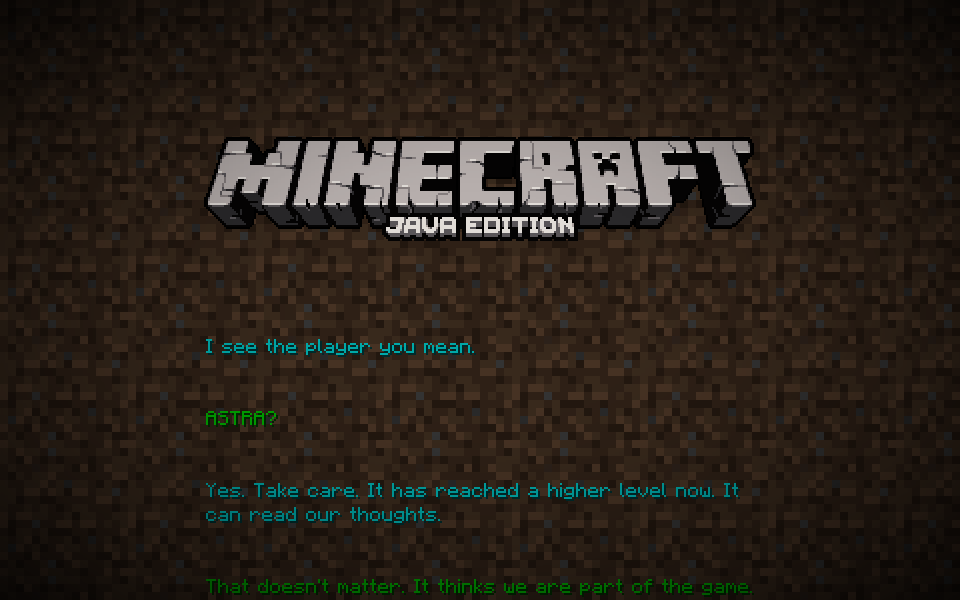 MINECRAFT
JAVA EDITION
I see the player you mean.
ASTRA?
Yes. Take care. It has reached a higher level now. It
can read our thoughts.
That doesn't matter. It thinks we are part of the game.